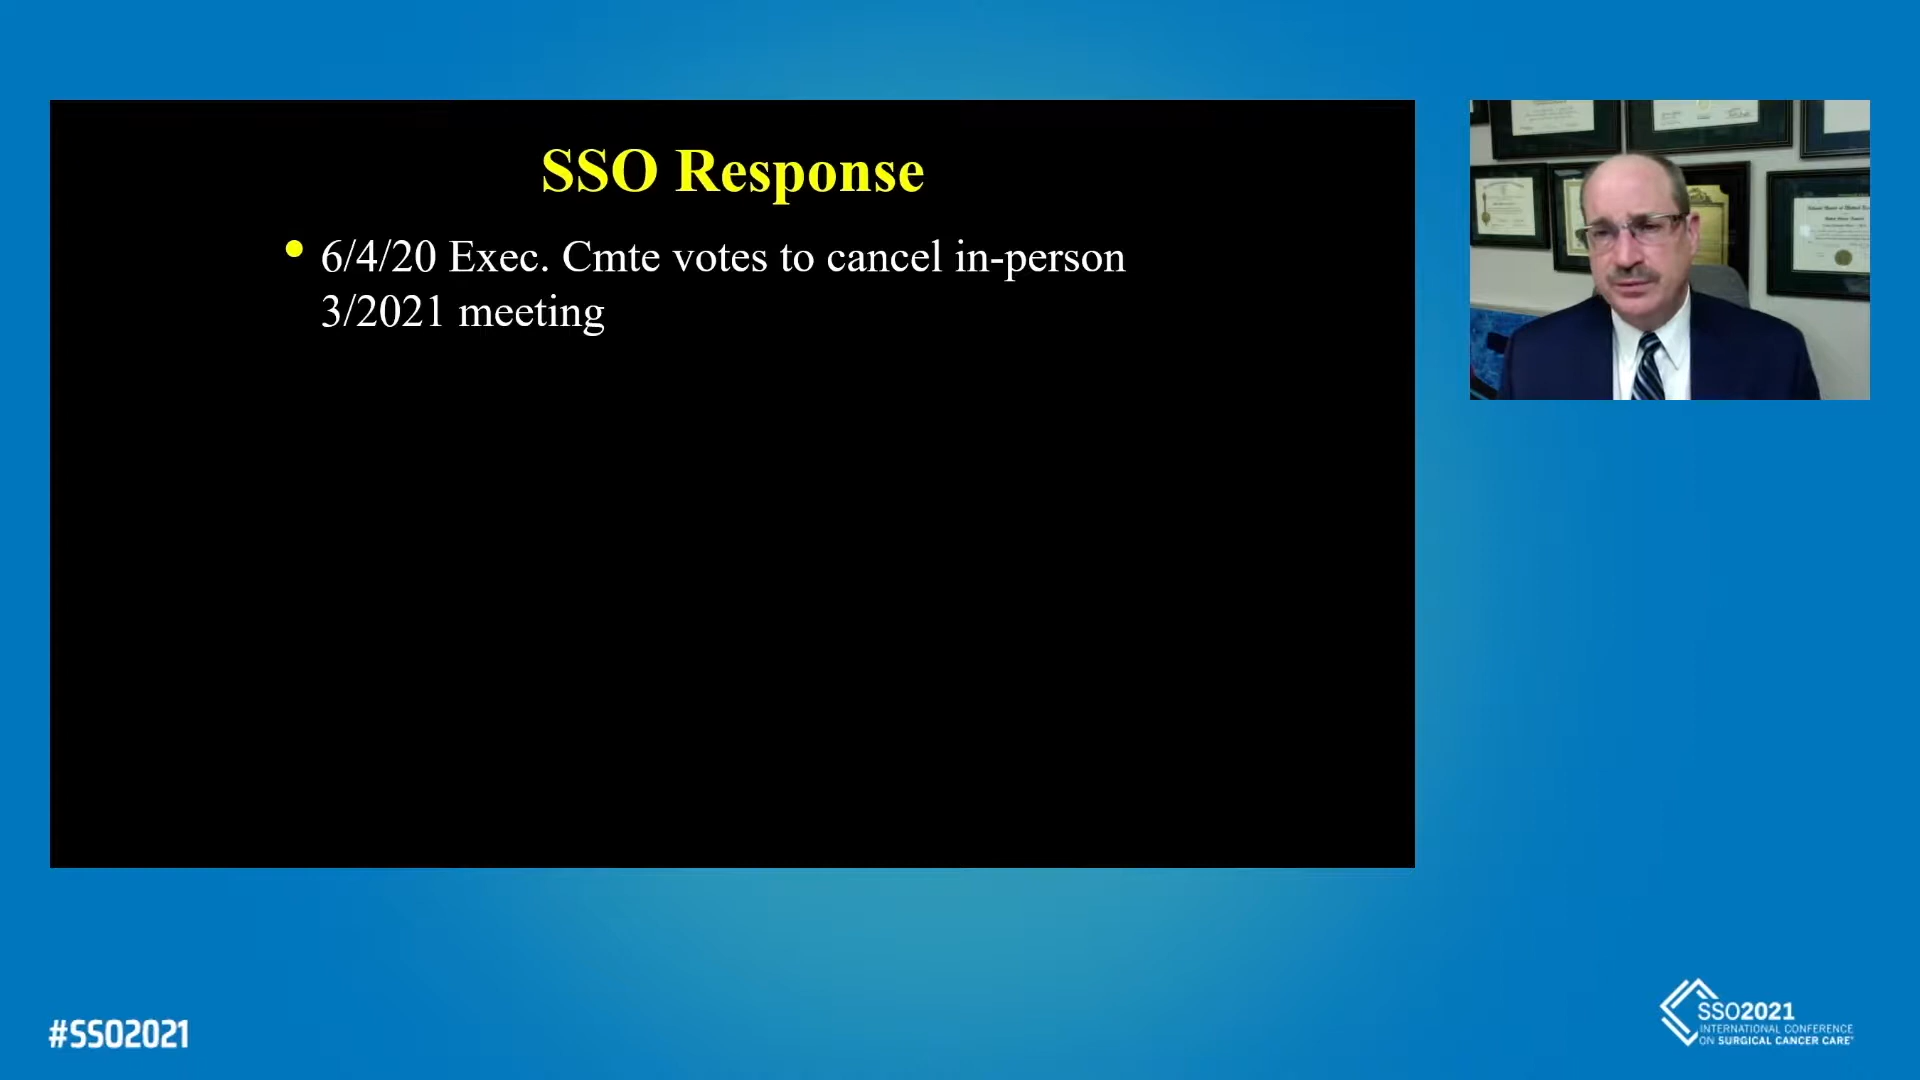 SSO Response
• 6/4/20 Exec. Cmte votes to cancel in-person
3/2021 meeting
#SSO2021
SSO2021
INTERNATIONAL CONFERENCE
ON SURGICAL CANCER CARE